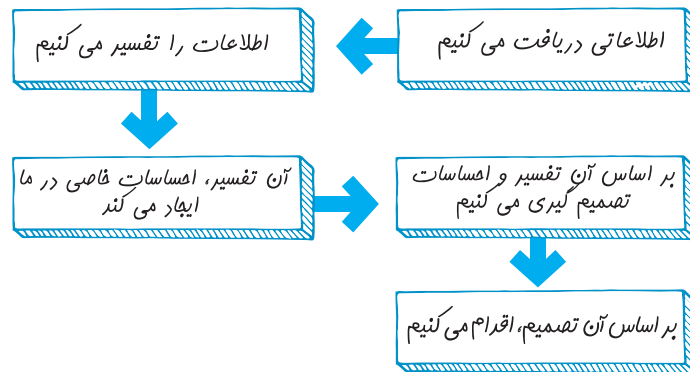 اطلاعاتی دریافت می کنیم
اطلاعات را تفسیر می کنیم
آن تفسیر، احساسات خاصی در ما
ایجاد می کند
بر اساس آن تفسیر و احساسات
تصمیم گیری می کنیم
بر اساس آن تصمیم، اقدام می کنیم